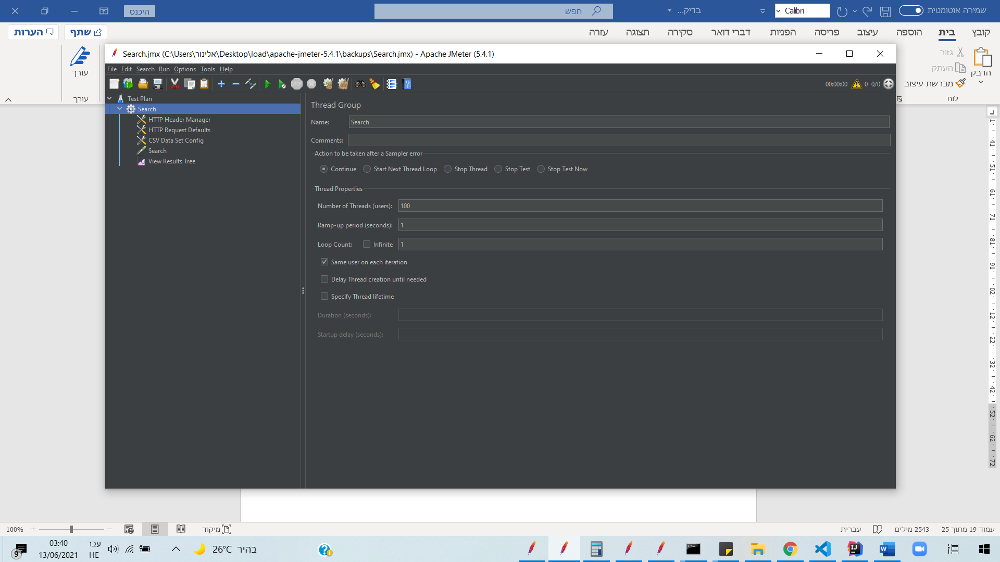 שמירה אוטומטית
Calibri
בדיק...
חפש
היכנס
קובץ
בית
הוספה
עיצוב
פריסה
הפניות
דברי דואר
סקירה
תצוגה
עזרה
שתף
הערות
הדבק
גזור
העתק
מברשת עיצוב
לוח
עורך
עורך
Search.jmx (C:\Users\אלינור\Desktop\load\apache-jmeter-5.4.1\backups\Search.jmx) - Apache JMeter (5.4.1)
File Edit Search Run Options Tools Help
STOP
00:00:00 0 0/0
Test Plan
Search
HTTP Header Manager
HTTP Request Defaults
CSV Data Set Config
Search
View Results Tree
Thread Group
Name: Search
Comments:
Action to be taken after a Sampler error
Continue Start Next Thread Loop Stop Thread Stop Test Stop Test Now
Thread Properties
Number of Threads (users): 100
Ramp-up period (seconds): 1
Loop Count: Infinite 1
Same user on each iteration
Delay Thread creation until needed
Specify Thread lifetime
Duration (seconds):
Startup delay (seconds):
עמוד 19 מתוך 25
2543 מילים
עברית
מיקוד
100%
03:40
13/06/2021
עבר
HE
26°C בהיר
9